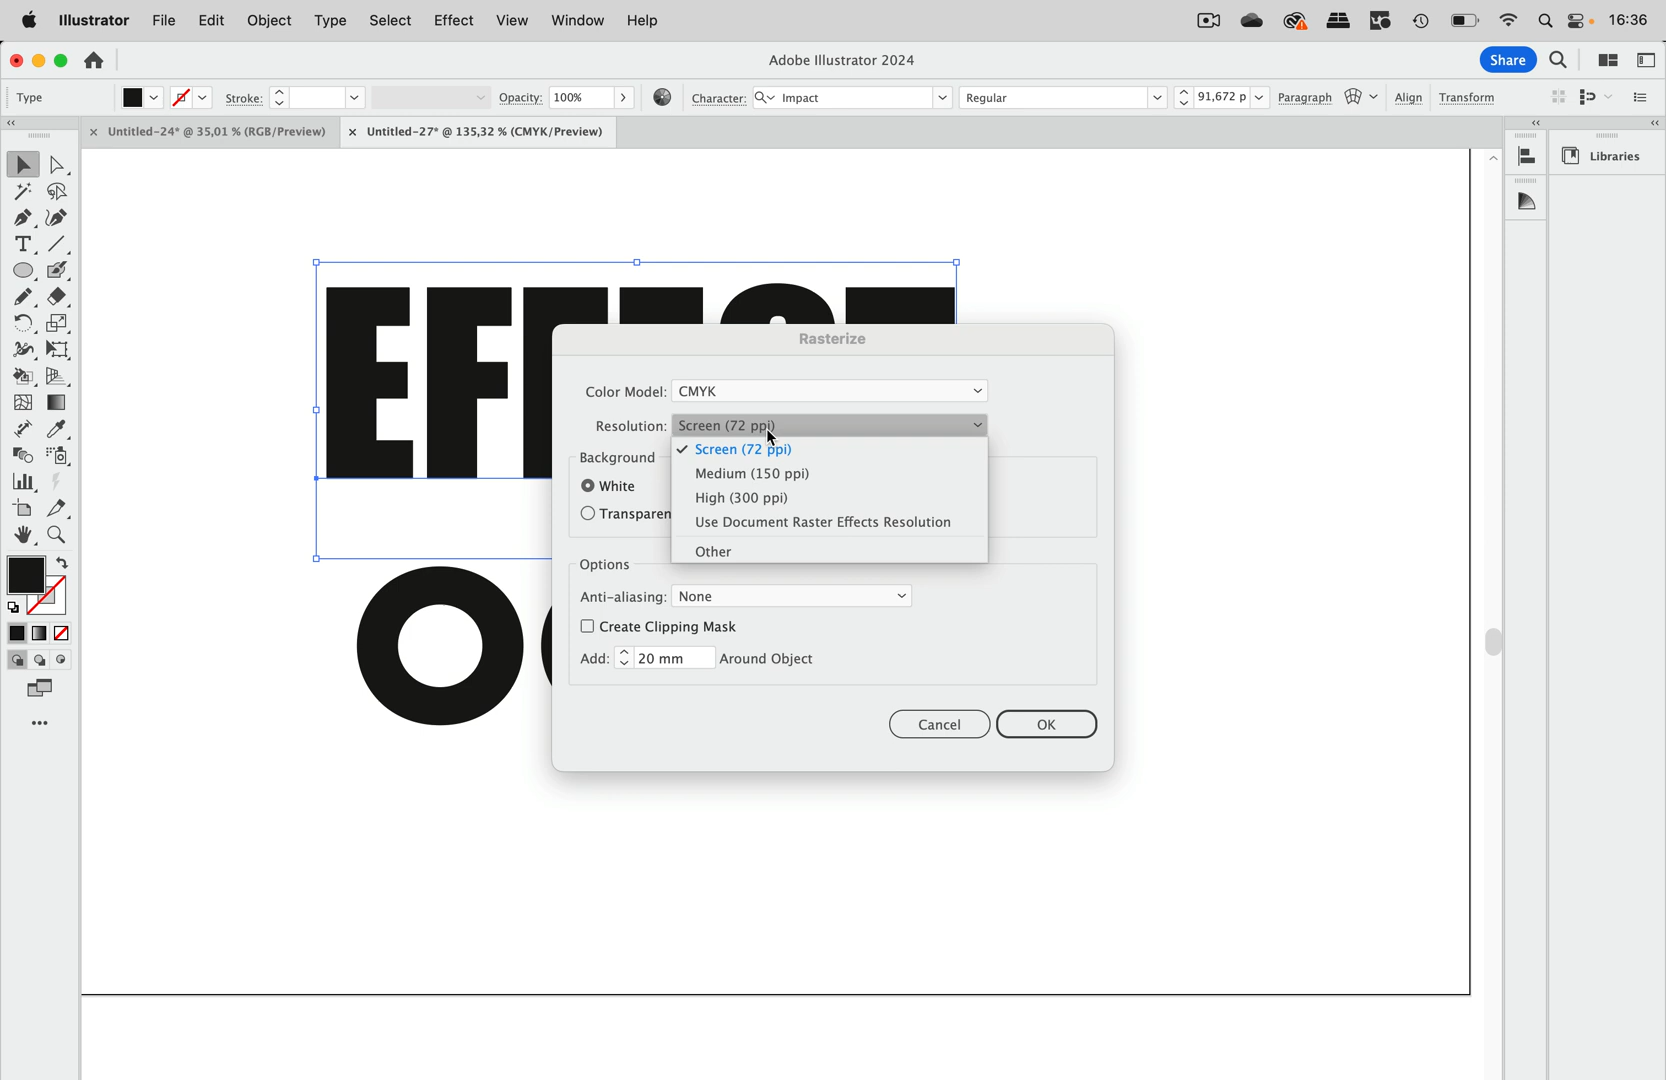 Illustrator File Edit Object Type Select Effect View Window Help 16:36
Adobe Illustrator 2024 Share
Type Stroke: Opacity: 100% Character: Impact Regular 91,672 p Paragraph Align Transform
Untitled-24* @ 35,01 % (RGB/Preview) Untitled-27* @ 135,32 % (CMYK/Preview)
Libraries
Rasterize
Color Model: CMYK
Resolution: Screen (72 ppi)
Screen (72 ppi)
Medium (150 ppi)
High (300 ppi)
Use Document Raster Effects Resolution
Other
Background
White
Transparen
Options
Anti-aliasing: None
Create Clipping Mask
Add: 20 mm Around Object
Cancel OK